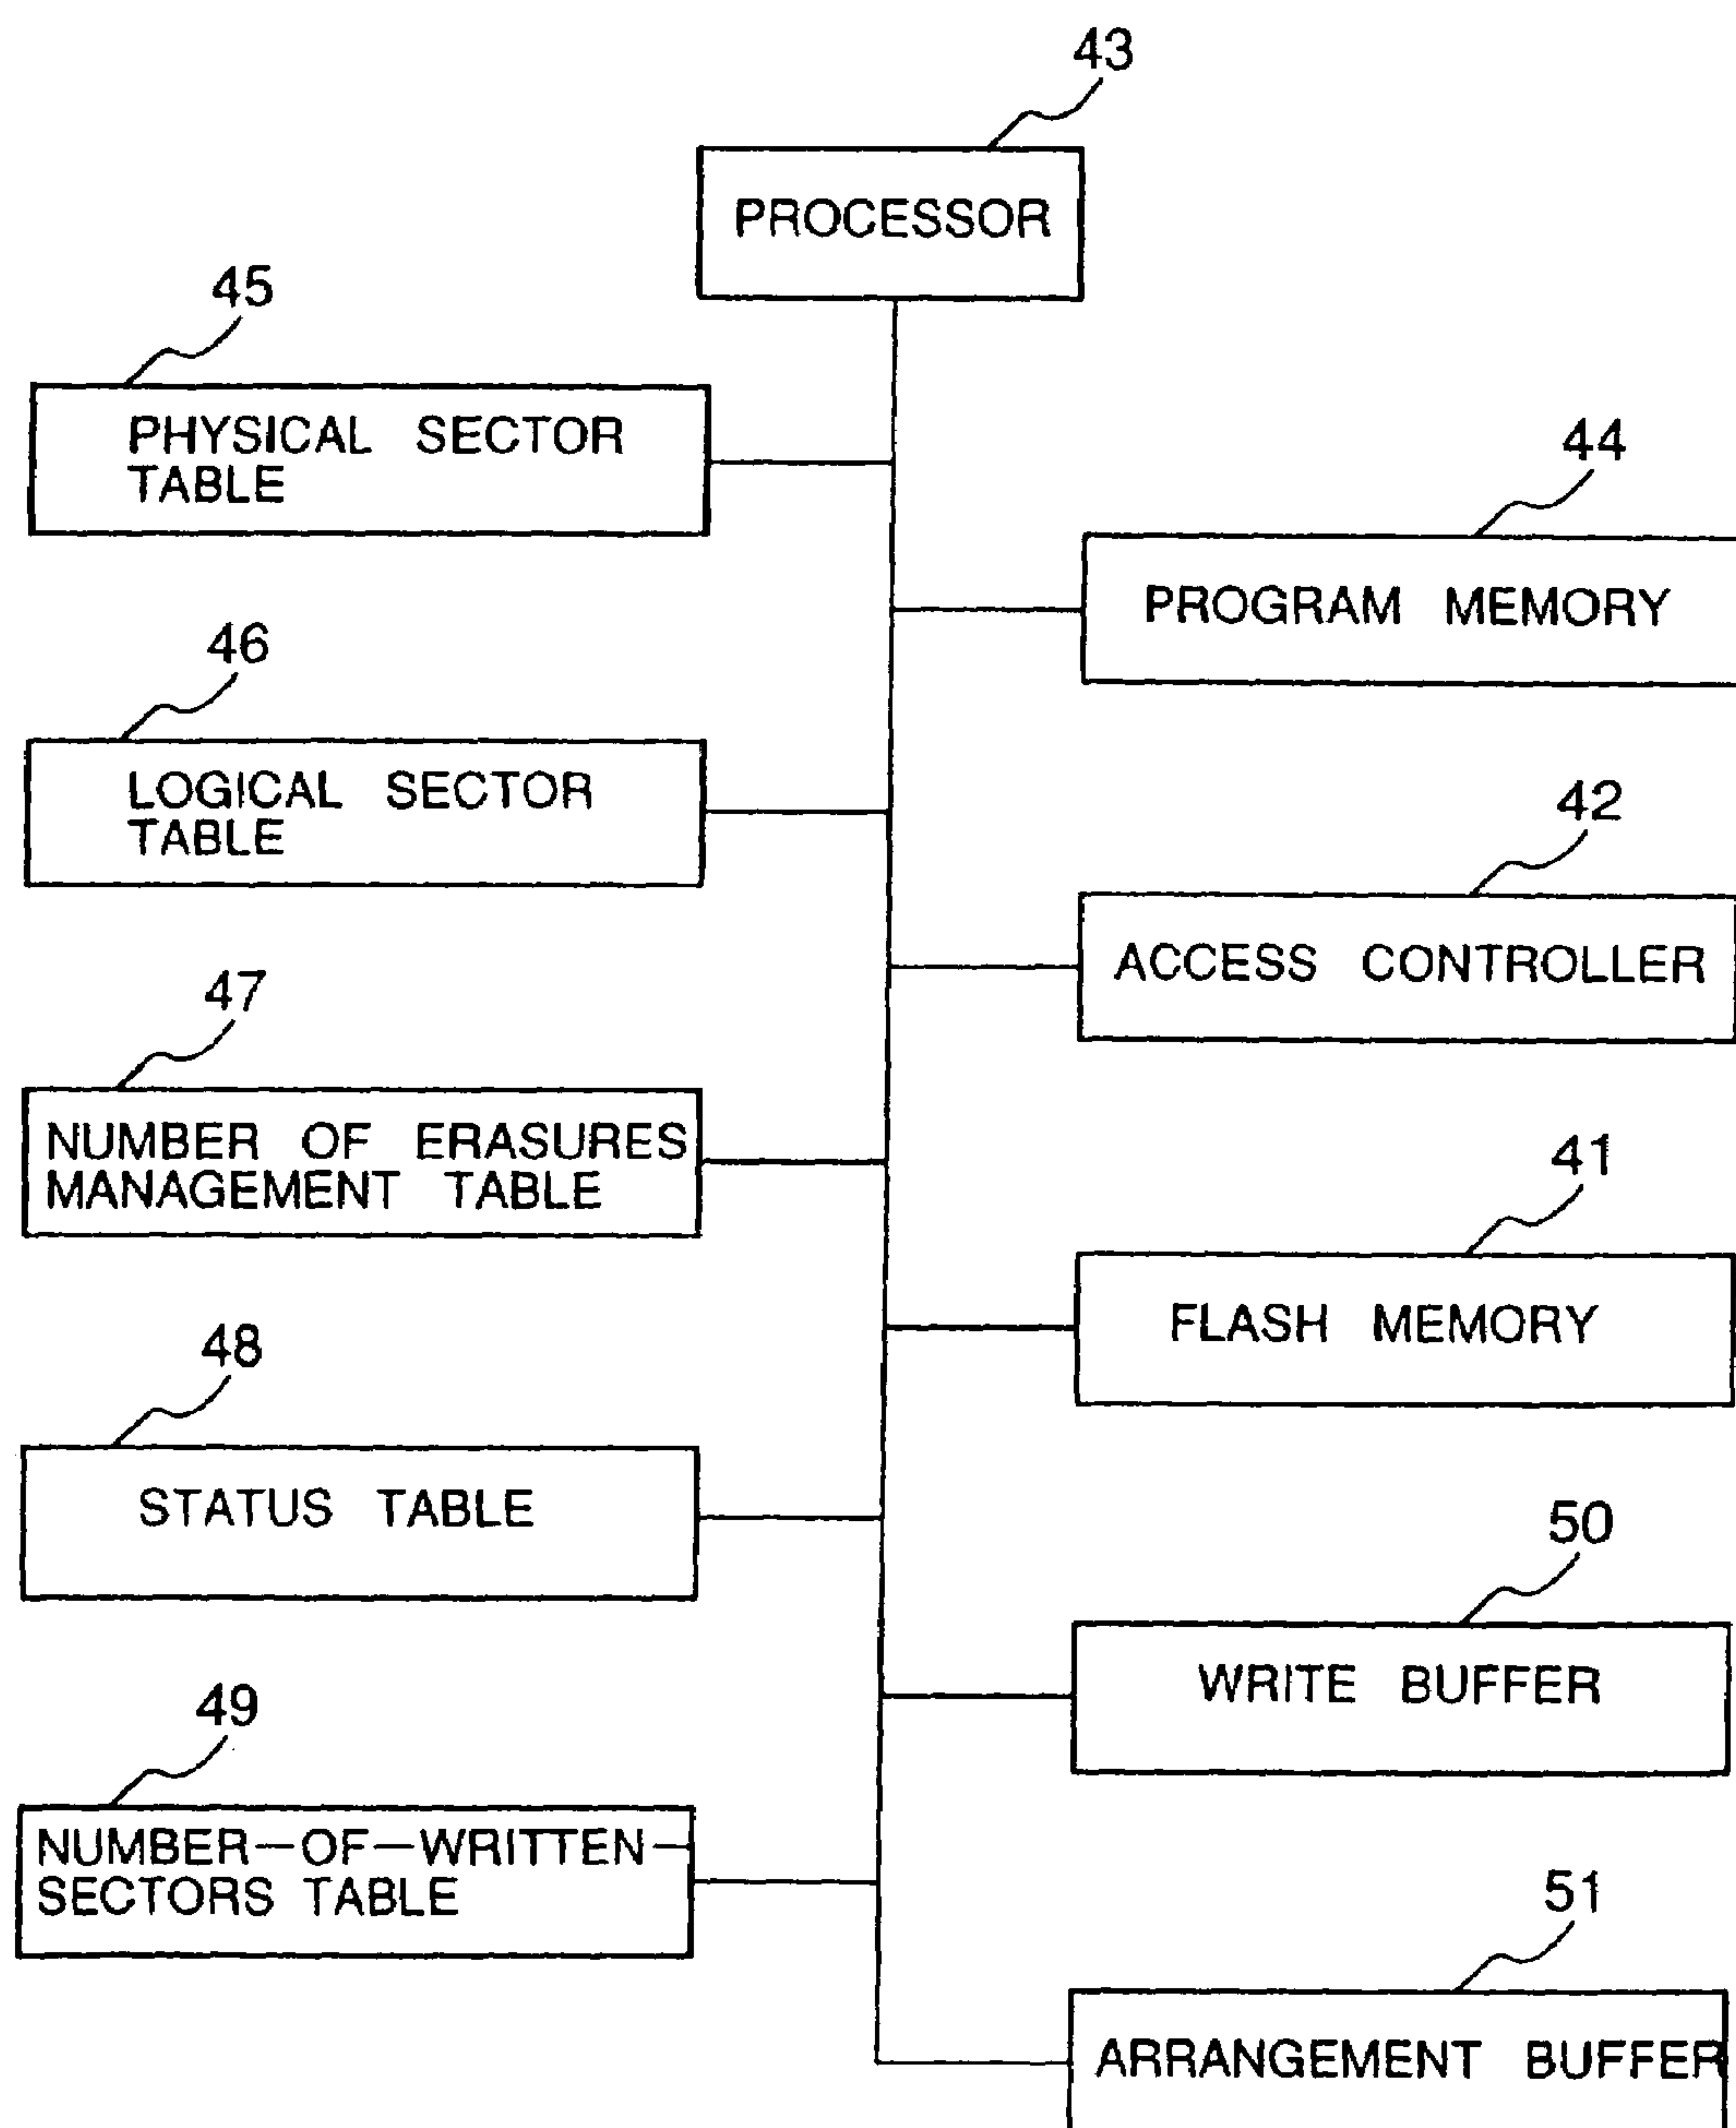 43
PROCESSOR
45
PHYSICAL SECTOR
TABLE
44
PROGRAM MEMORY
46
LOGICAL SECTOR
TABLE
42
ACCESS CONTROLLER
47
NUMBER OF ERASURES
MANAGEMENT TABLE
41
FLASH MEMORY
48
STATUS TABLE
50
WRITE BUFFER
49
NUMBER-OF-WRITTEN-
SECTORS TABLE
51
ARRANGEMENT BUFFER